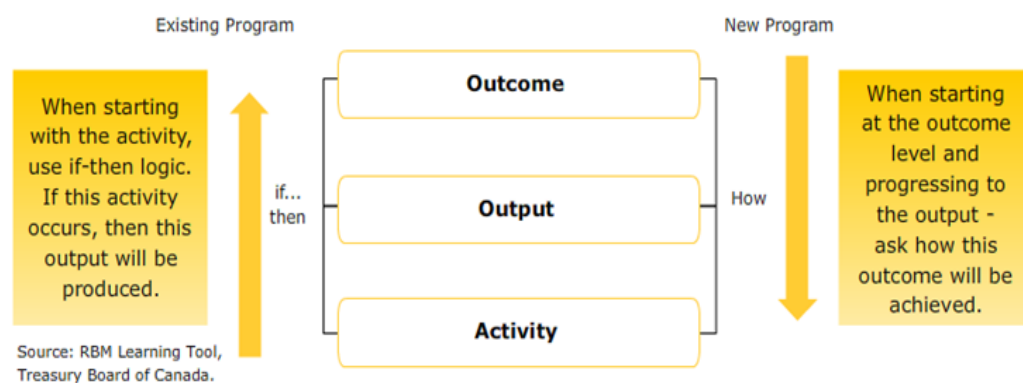 Existing Program
New Program
When starting
with the activity,
use if-then logic.
If this activity
occurs, then this
output will be
produced.
if...
then
Outcome
Output
Activity
How
When starting
at the outcome
level and
progressing to
the output -
ask how this
outcome will be
achieved.
Source: RBM Learning Tool,
Treasury Board of Canada.